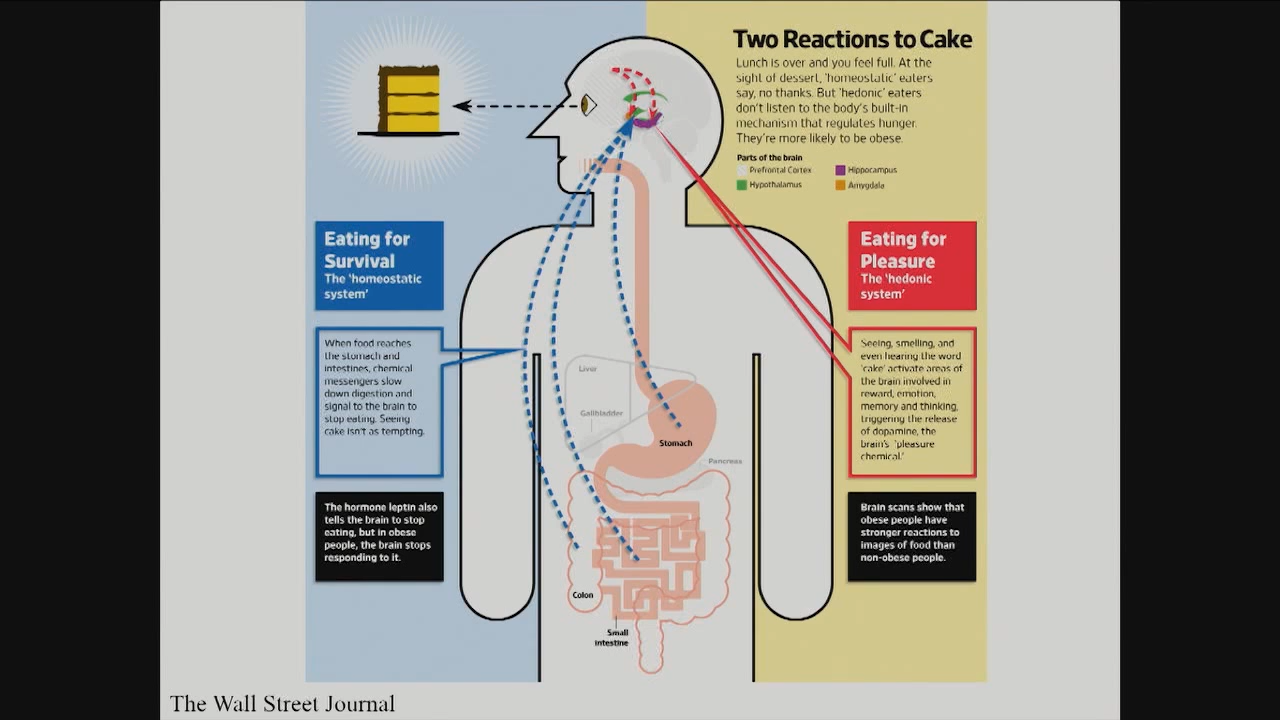 Two Reactions to Cake
Lunch is over and you feel full. At the
sight of dessert, 'homeostatic' eaters
say, no thanks. But 'hedonic' eaters
don't listen to the body's built-in
mechanism that regulates hunger.
They're more likely to be obese.
Parts of the brain
Prefrontal Cortex
Hippocampus
Hypothalamus
Amygdala
Eating for
Survival
The 'homeostatic
system'
When food reaches
the stomach and
intestines, chemical
messengers slow
down digestion and
signal to the brain to
stop eating. Seeing
cake isn't as tempting.
The hormone leptin also
tells the brain to stop
eating, but in obese
people, the brain stops
responding to it.
Liver
Gallbladder
Stomach
Pancreas
Colon
Small
intestine
Eating for
Pleasure
The 'hedonic
system'
Seeing, smelling, and
even hearing the word
'cake' activate areas of
the brain involved in
reward, emotion,
memory and thinking,
triggering the release
of dopamine, the
brain's 'pleasure
chemical.'
Brain scans show that
obese people have
stronger reactions to
images of food than
non-obese people.
The Wall Street Journal